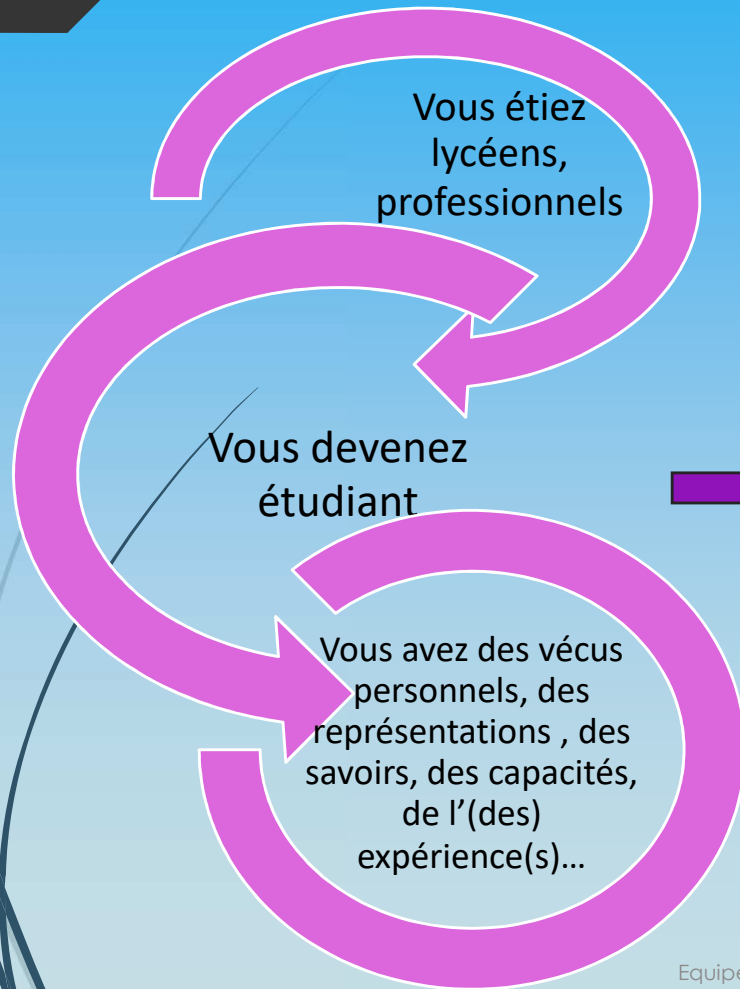 Vous étiez
lycéens,
professionnels
Vous devenez
étudiant
Vous avez des vécus
personnels, des
représentations , des
savoirs, des capacités,
de l’(des)
expérience(s)…
Equipe